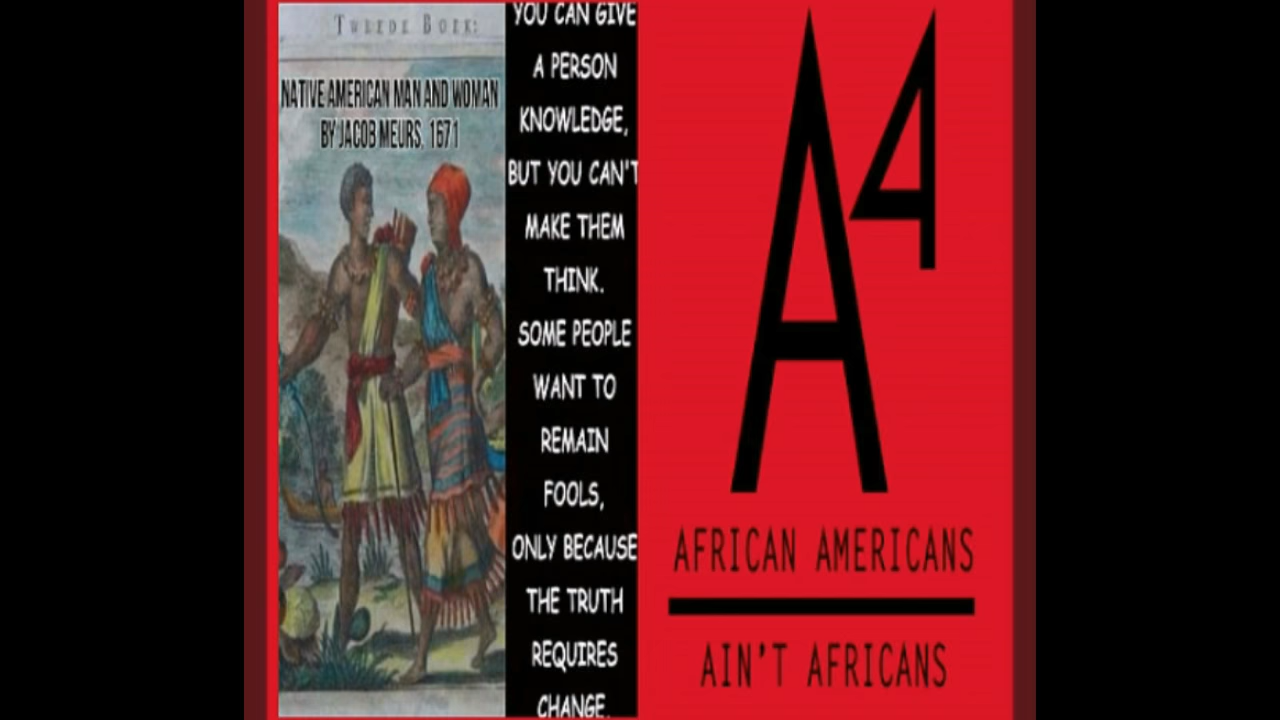 TWEEDE BOEK:
NATIVE AMERICAN MAN AND WOMAN
BY JACOB MEURS, 1671
YOU CAN GIVE
A PERSON
KNOWLEDGE,
BUT YOU CAN'T
MAKE THEM
THINK.
SOME PEOPLE
WANT TO
REMAIN
FOOLS,
ONLY BECAUSE
THE TRUTH
REQUIRES
CHANGE.
A4
AFRICAN AMERICANS
AIN'T AFRICANS